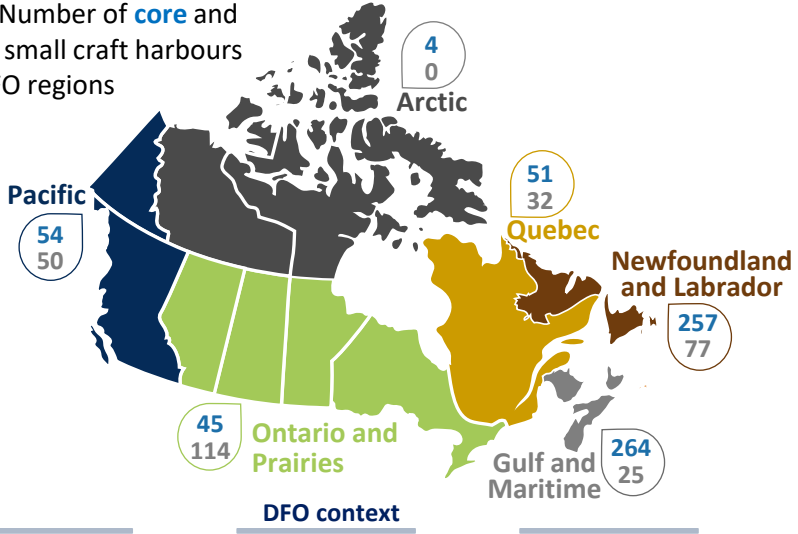 Number of core and
small craft harbours
regions
4
0
Arctic
51
32
Quebec
Pacific
54
50
Newfoundland
and Labrador
257
77
45
114
Ontario and
Prairies
264
25
Gulf and
Maritime
DFO context